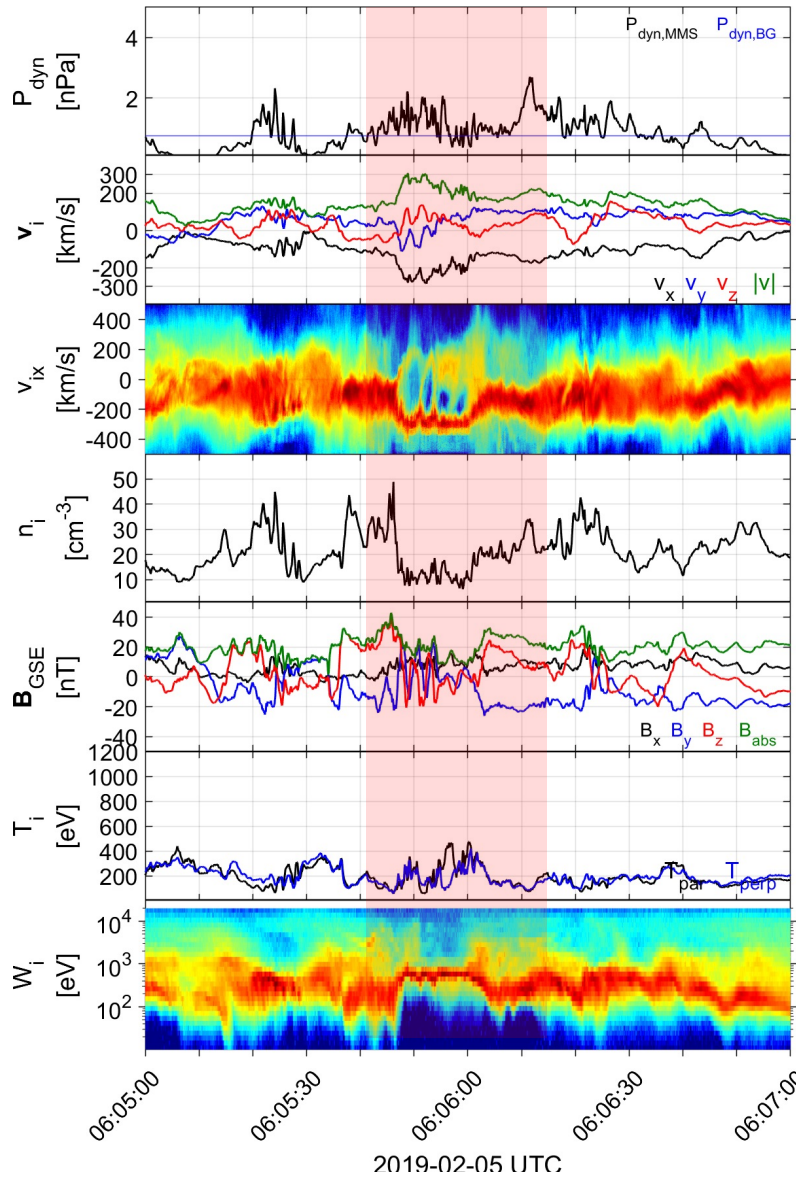 P_dyn [nPa]
4
2
P_dyn,MMS P_dyn,BG
v_i [km/s]
300
200
0
-200
-300
v_x v_y v_z |v|
v_ix [km/s]
400
200
0
-200
-400
n_i [cm^-3]
50
40
30
20
10
B_GSE [nT]
40
20
0
-20
-40
B_x B_y B_z B_abs
T_i [eV]
1200
1000
800
600
400
200
T_par T_perp
W_i [eV]
10^4
10^3
10^2
06:05:00 06:05:30 06:06:00 06:06:30 06:07:00
2019-02-05 UTC